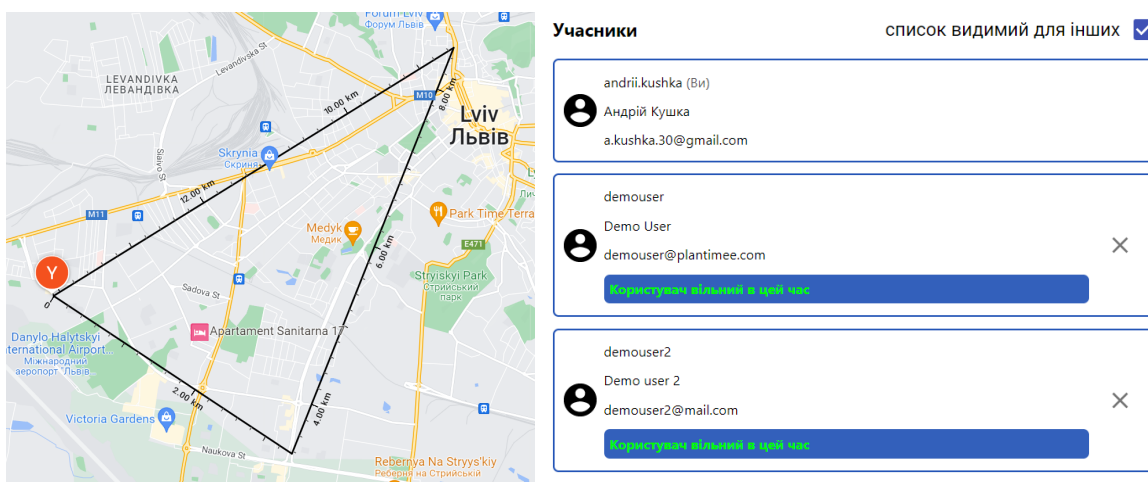 Forum Lviv
Форум Львів
LEVANDIVKA
ЛЕВАНДІВКА
Levandivska St
M10
10.00 km
8.00 km
Lviv
Львів
Skrynia
Скриня
Siaivo St
12.00 km
M11
Medyk
Медик
Park Time Terra
E471
6.00 km
Y
Stryiskyi Park
Стрийський
парк
Sadova St
0
Apartament Sanitarna 17
Danylo Halytskyi
nternational Airport...
Міжнародний
аеропорт "Львів...
2.00 km
4.00 km
Victoria Gardens
Naukova St
Rebernya Na Stryys'kiy
Реберня на Стрийській
Учасники
список видимий для інших
andrii.kushka (Ви)
Андрій Кушка
a.kushka.30@gmail.com
demouser
Demo User
demouser@plantimee.com
Користувач вільний в цей час
demouser2
Demo user 2
demouser2@mail.com
Користувач вільний в цей час